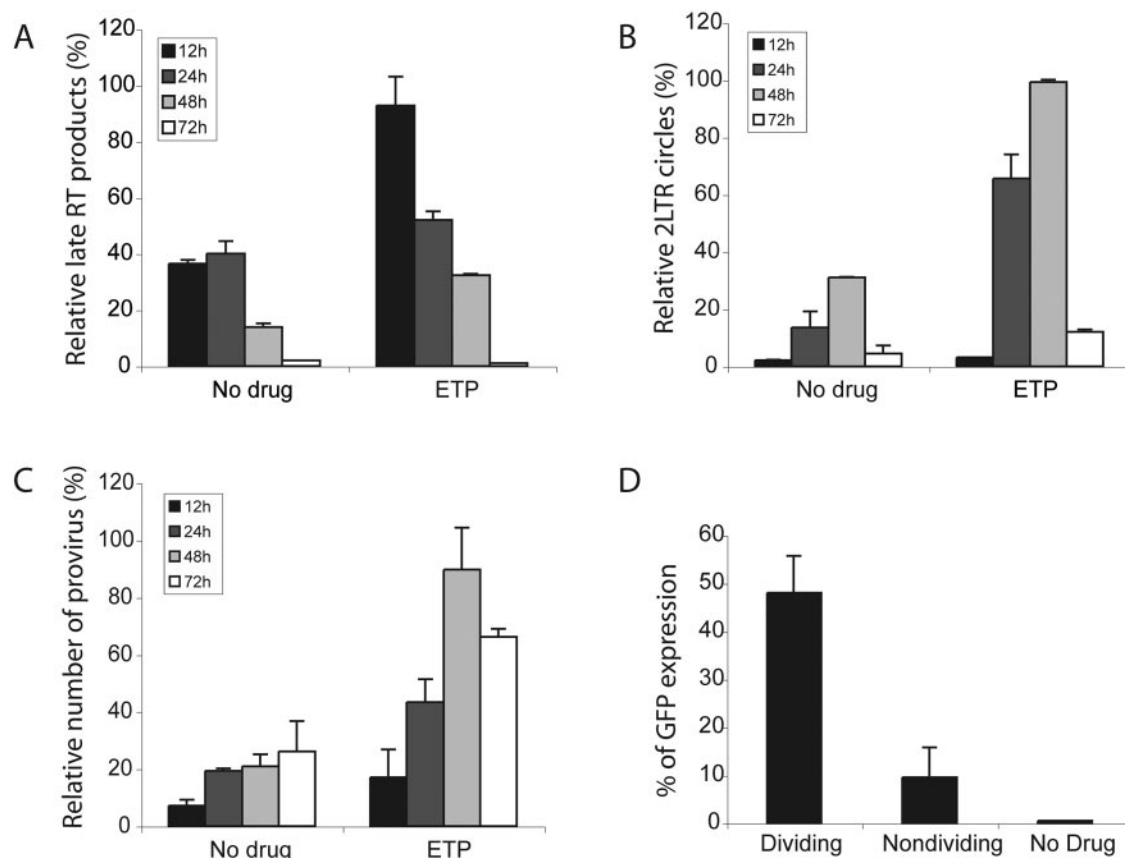 A
Relative late RT products (%)
120
100
80
60
40
20
0
12h
24h
48h
72h
No drug
ETP
B
Relative 2LTR circles (%)
120
100
80
60
40
20
0
12h
24h
48h
72h
No drug
ETP
C
Relative number of provirus (%)
120
100
80
60
40
20
0
12h
24h
48h
72h
No drug
ETP
D
% of GFP expression
60
50
40
30
20
10
0
Dividing
Nondividing
No Drug